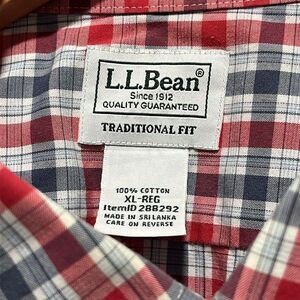 L.L.Bean®
Since 1912
QUALITY GUARANTEED
TRADITIONAL FIT
100% COTTON
XL-REG
ItemID 288292
MADE IN SRI LANKA
CARE ON REVERSE